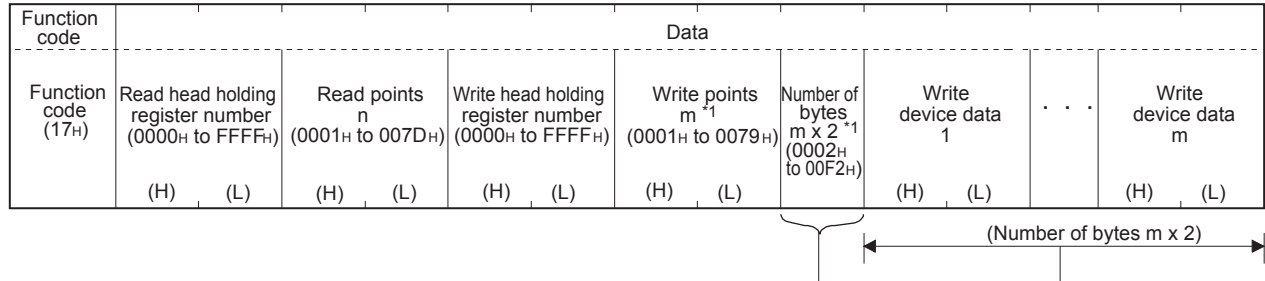 Function
code
Data
Function
code
(17H)
Read head holding
register number
(0000H to FFFFH)
(H) (L)
Read points
n
(0001H to 007DH)
(H) (L)
Write head holding
register number
(0000H to FFFFH)
(H) (L)
Write points
m *1
(0001H to 0079H)
(H) (L)
Number of
bytes
m x 2 *1
(0002H
to 00F2H)
Write
device data
1
(H) (L)
. . .
Write
device data
m
(H) (L)
(Number of bytes m x 2)